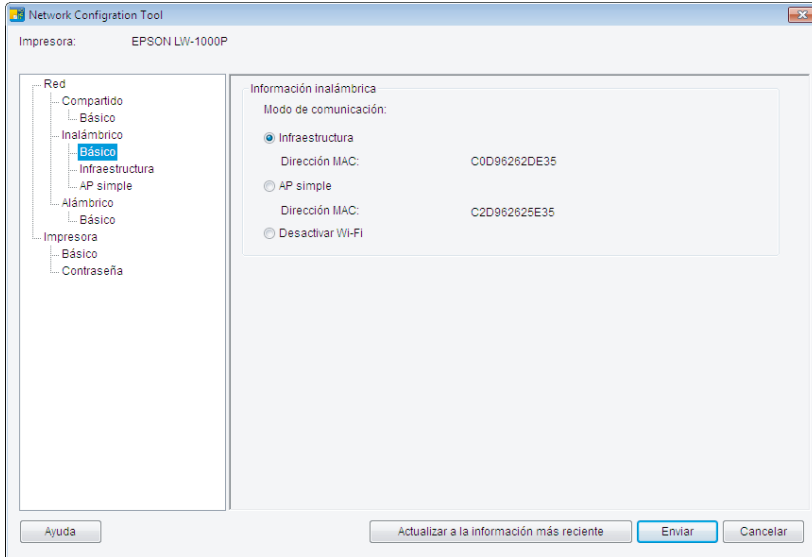 Network Configration Tool
Impresora: EPSON LW-1000P
Red
Compartido
Básico
Inalámbrico
Básico
Infraestructura
AP simple
Alámbrico
Básico
Impresora
Básico
Contraseña
Información inalámbrica
Modo de comunicación:
Infraestructura
Dirección MAC: C0D96262DE35
AP simple
Dirección MAC: C2D962625E35
Desactivar Wi-Fi
Ayuda Actualizar a la información más reciente Enviar Cancelar